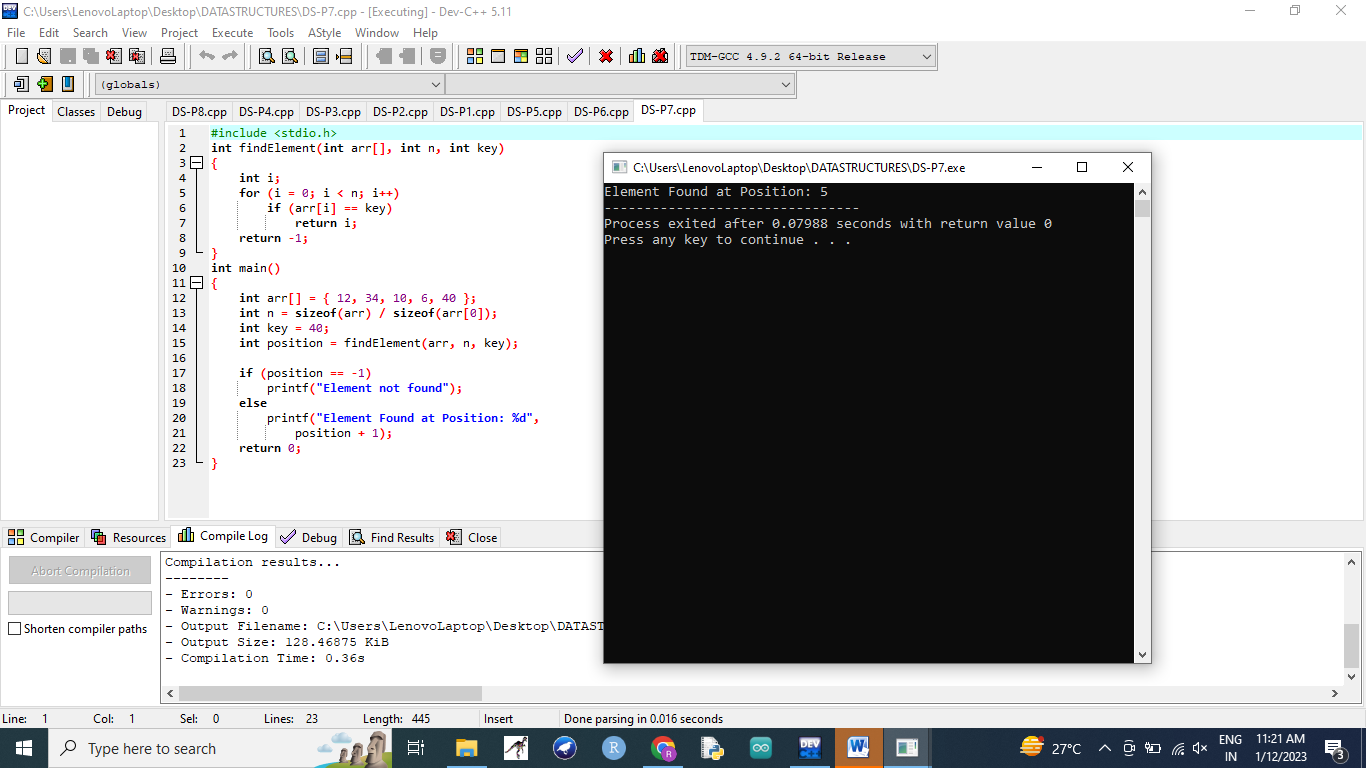 C:\Users\LenovoLaptop\Desktop\DATASTRUCTURES\DS-P7.cpp - [Executing] - Dev-C++ 5.11
File Edit Search View Project Execute Tools AStyle Window Help
TDM-GCC 4.9.2 64-bit Release
(globals)
Project Classes Debug
DS-P8.cpp DS-P4.cpp DS-P3.cpp DS-P2.cpp DS-P1.cpp DS-P5.cpp DS-P6.cpp DS-P7.cpp
1 #include <stdio.h>
2 int findElement(int arr[], int n, int key)
3 {
4 int i;
5 for (i = 0; i < n; i++)
6 if (arr[i] == key)
7 return i;
8 return -1;
9 }
10 int main()
11 {
12 int arr[] = { 12, 34, 10, 6, 40 };
13 int n = sizeof(arr) / sizeof(arr[0]);
14 int key = 40;
15 int position = findElement(arr, n, key);
16
17 if (position == -1)
18 printf("Element not found");
19 else
20 printf("Element Found at Position: %d",
21 position + 1);
22 return 0;
23 }
C:\Users\LenovoLaptop\Desktop\DATASTRUCTURES\DS-P7.exe
Element Found at Position: 5
--------------------------------
Process exited after 0.07988 seconds with return value 0
Press any key to continue . . .
Compiler Resources Compile Log Debug Find Results Close
Abort Compilation
Shorten compiler paths
Compilation results...
--------
- Errors: 0
- Warnings: 0
- Output Filename: C:\Users\LenovoLaptop\Desktop\DATAST
- Output Size: 128.46875 KiB
- Compilation Time: 0.36s
Line: 1 Col: 1 Sel: 0 Lines: 23 Length: 445 Insert Done parsing in 0.016 seconds
Type here to search
27°C
ENG
IN
11:21 AM
1/12/2023
3